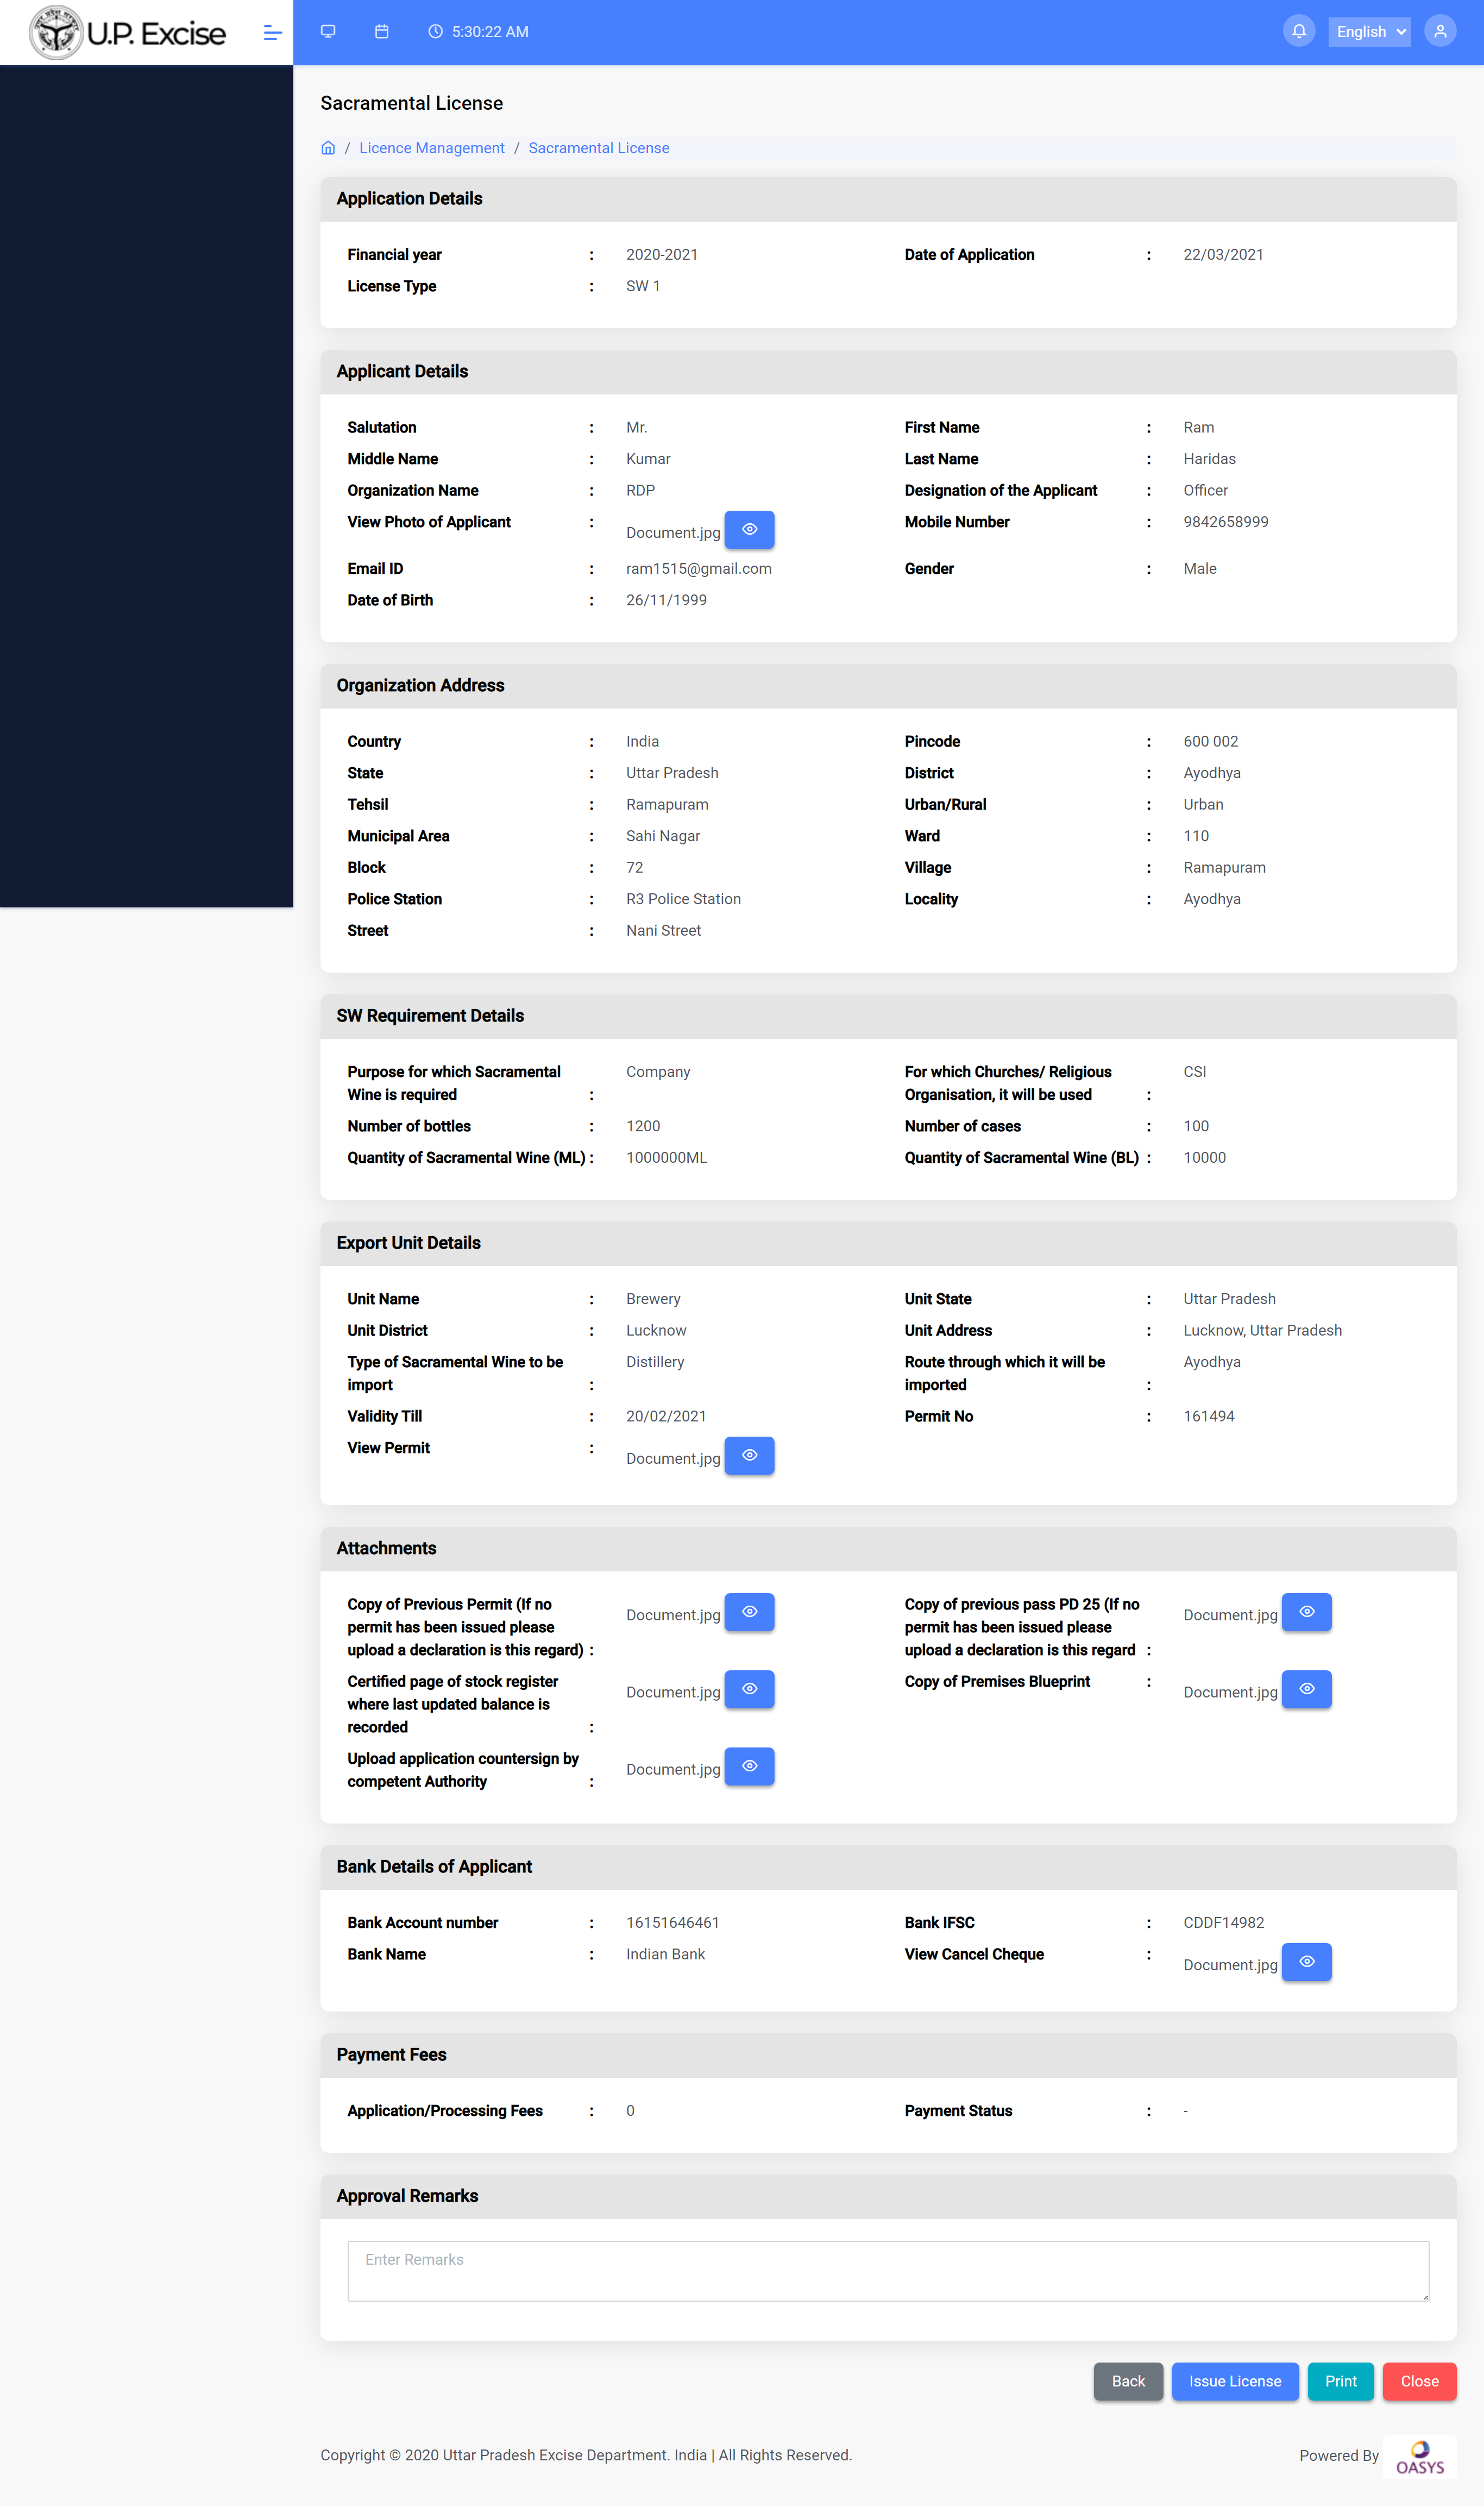 U.P. Excise
5:30:22 AM
English
Sacramental License
/ Licence Management / Sacramental License
Application Details
Financial year : 2020-2021 Date of Application : 22/03/2021
License Type : SW 1
Applicant Details
Salutation : Mr. First Name : Ram
Middle Name : Kumar Last Name : Haridas
Organization Name : RDP Designation of the Applicant : Officer
View Photo of Applicant : Document.jpg Mobile Number : 9842658999
Email ID : ram1515@gmail.com Gender : Male
Date of Birth : 26/11/1999
Organization Address
Country : India Pincode : 600 002
State : Uttar Pradesh District : Ayodhya
Tehsil : Ramapuram Urban/Rural : Urban
Municipal Area : Sahi Nagar Ward : 110
Block : 72 Village : Ramapuram
Police Station : R3 Police Station Locality : Ayodhya
Street : Nani Street
SW Requirement Details
Purpose for which Sacramental Company For which Churches/ Religious CSI
Wine is required : Organisation, it will be used :
Number of bottles : 1200 Number of cases : 100
Quantity of Sacramental Wine (ML) : 1000000ML Quantity of Sacramental Wine (BL) : 10000
Export Unit Details
Unit Name : Brewery Unit State : Uttar Pradesh
Unit District : Lucknow Unit Address : Lucknow, Uttar Pradesh
Type of Sacramental Wine to be Distillery Route through which it will be Ayodhya
import : imported :
Validity Till : 20/02/2021 Permit No : 161494
View Permit : Document.jpg
Attachments
Copy of Previous Permit (If no Document.jpg Copy of previous pass PD 25 (If no Document.jpg
permit has been issued please permit has been issued please
upload a declaration is this regard) : upload a declaration is this regard :
Certified page of stock register Document.jpg Copy of Premises Blueprint : Document.jpg
where last updated balance is
recorded :
Upload application countersign by Document.jpg
competent Authority :
Bank Details of Applicant
Bank Account number : 16151646461 Bank IFSC : CDDF14982
Bank Name : Indian Bank View Cancel Cheque : Document.jpg
Payment Fees
Application/Processing Fees : 0 Payment Status : -
Approval Remarks
Enter Remarks
Back Issue License Print Close
Copyright © 2020 Uttar Pradesh Excise Department. India | All Rights Reserved. Powered By OASYS